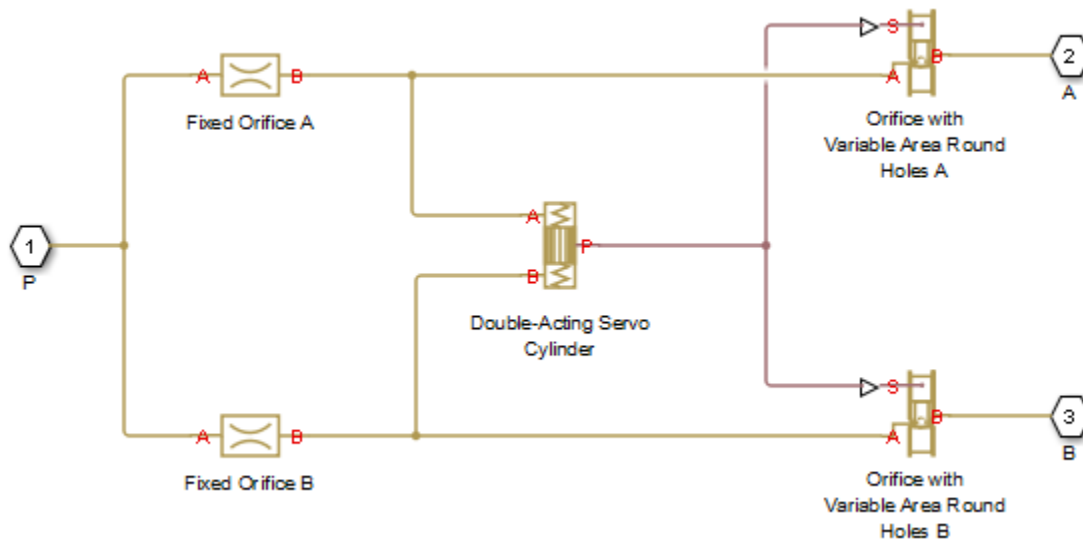 S
2
A
B
A
B
A
Fixed Orifice A
Orifice with
Variable Area Round
Holes A
A
1
P
P
B
Double-Acting Servo
Cylinder
S
3
B
A
B
A
B
Fixed Orifice B
Orifice with
Variable Area Round
Holes B